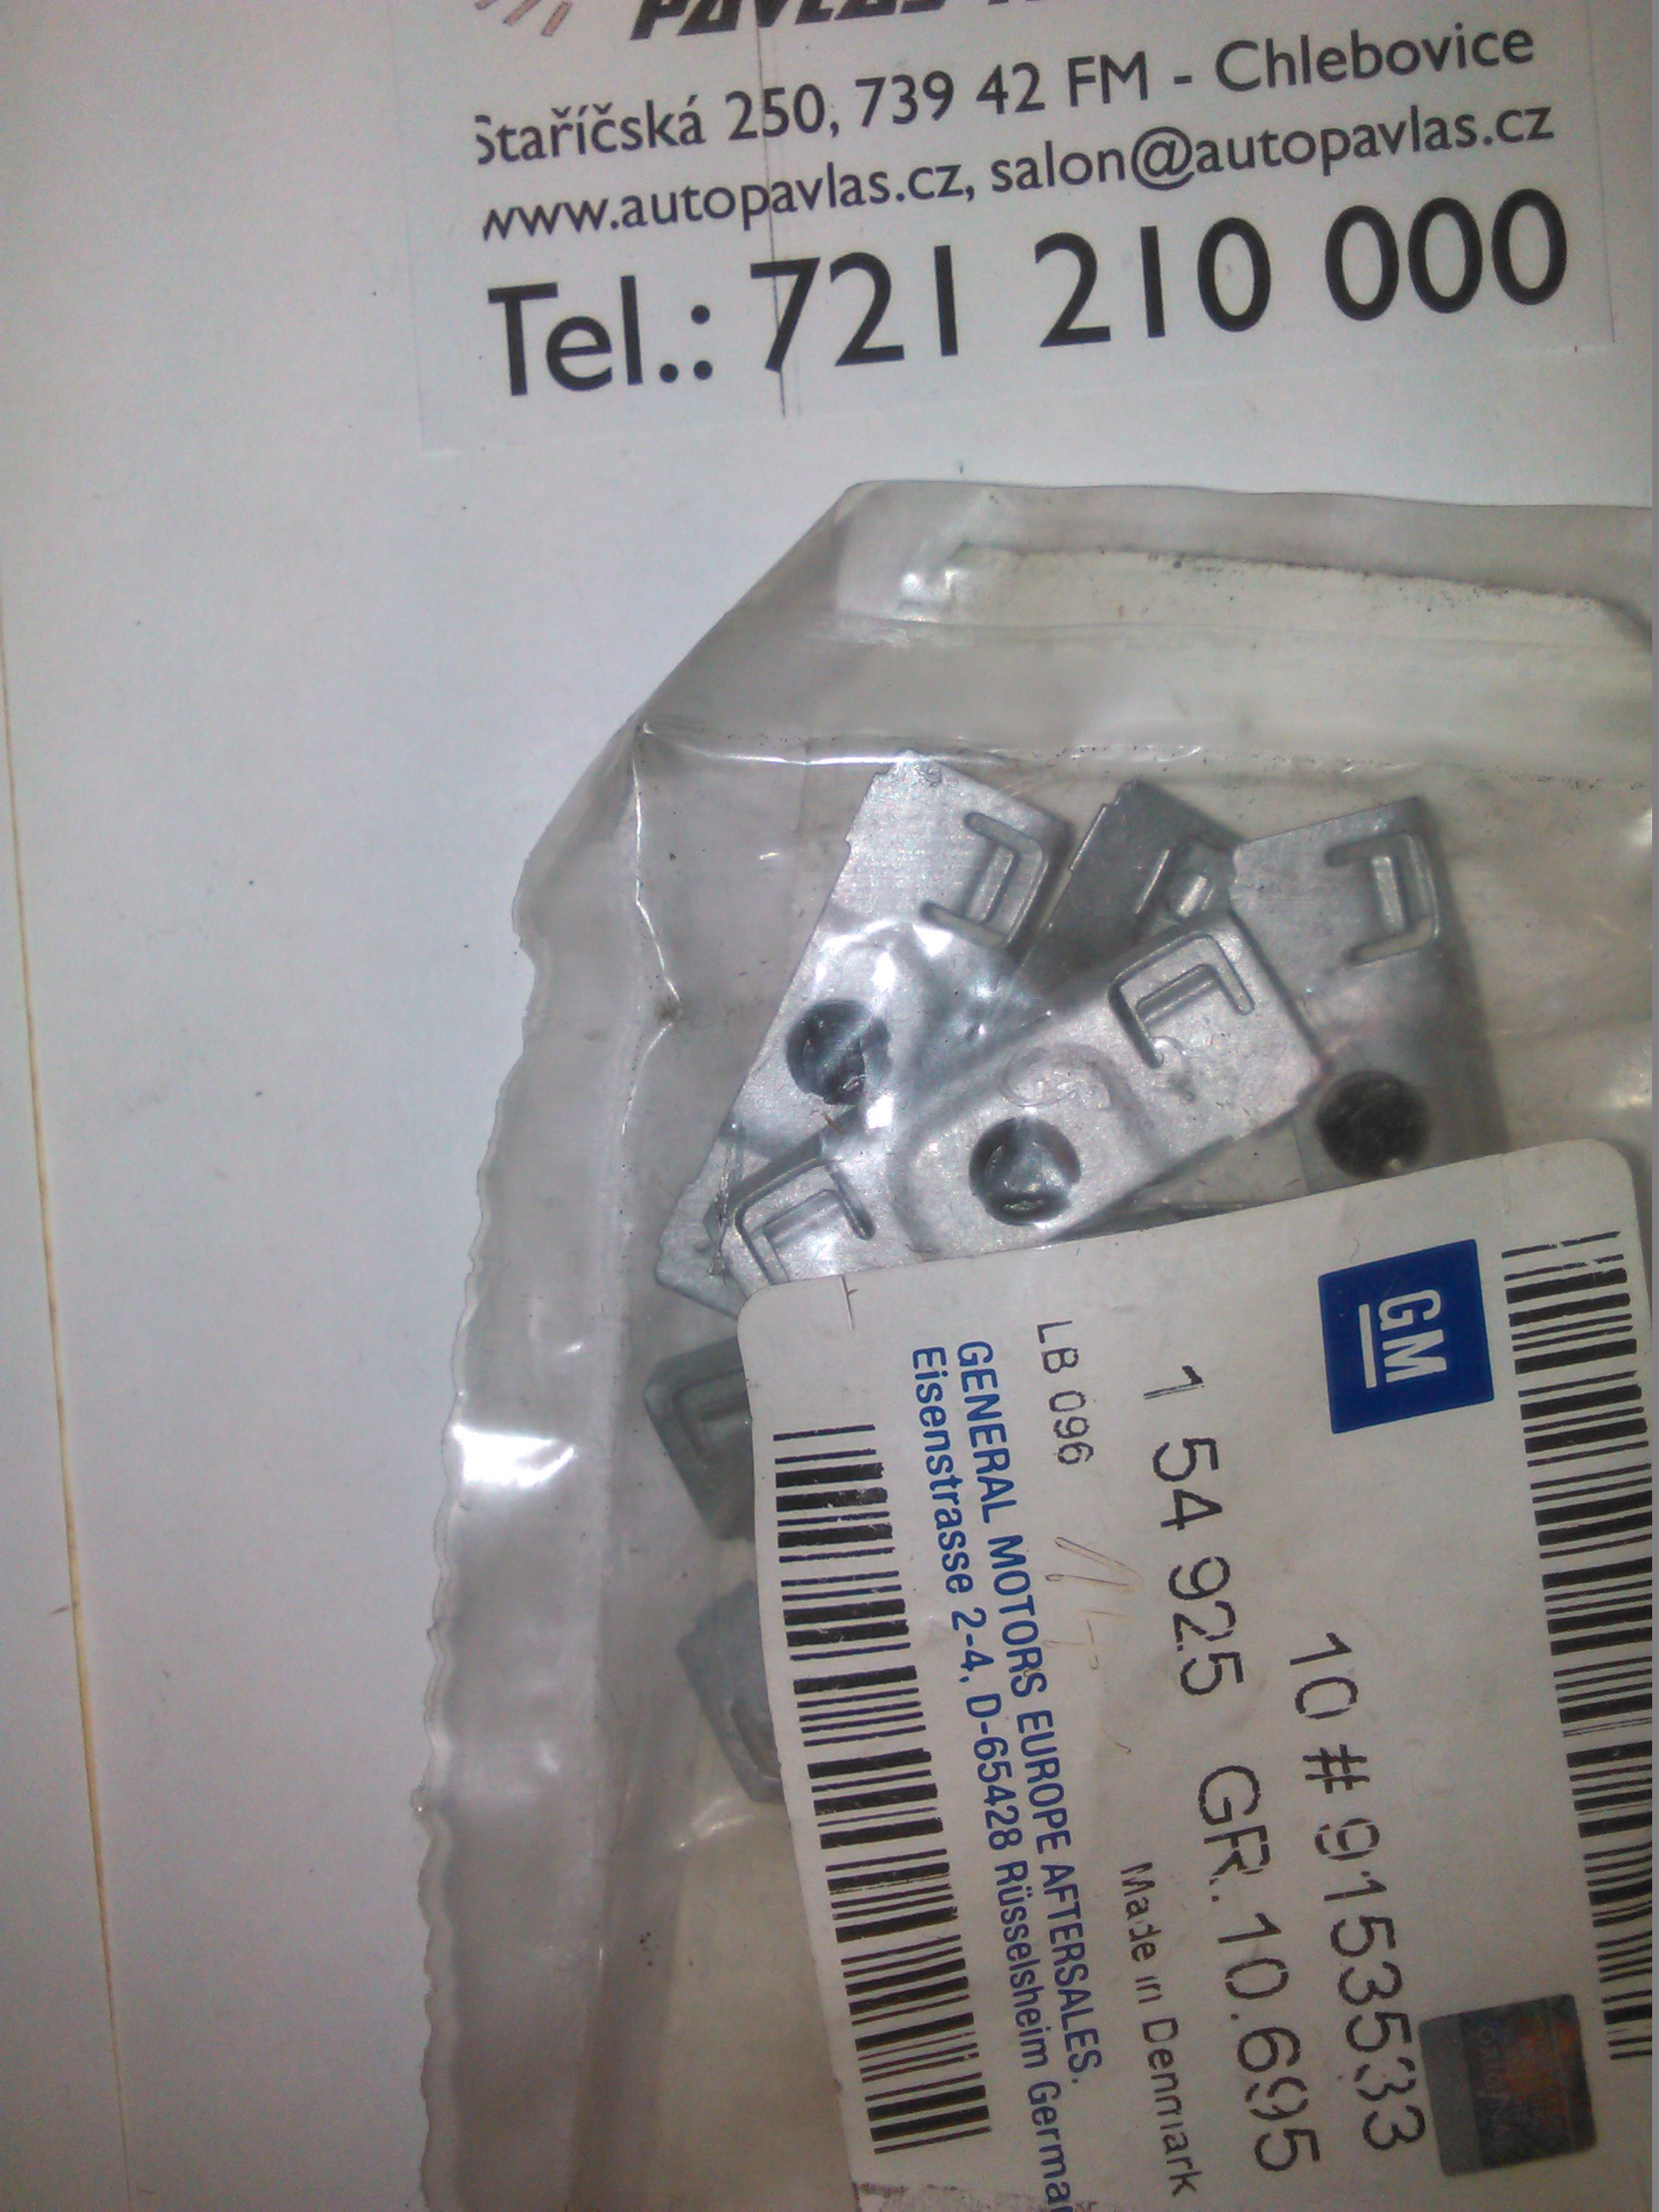 Staříčská 250, 739 42 FM - Chlebovice
www.autopavlas.cz, salon@autopavlas.cz
Tel.: 721 210 000
GM
10 # 9153533
1 54 925 GR. 10.695
LB 096 Made in Denmark
GENERAL MOTORS EUROPE AFTERSALES.
Eisenstrasse 2-4, D-65428 Rüsselsheim